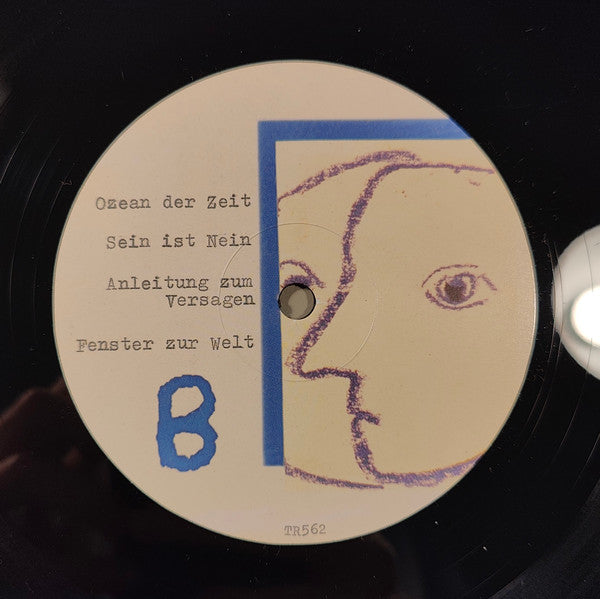 Ozean der Zeit
Sein ist Nein
Anleitung zum
Versagen
Fenster zur Welt
B
TR562